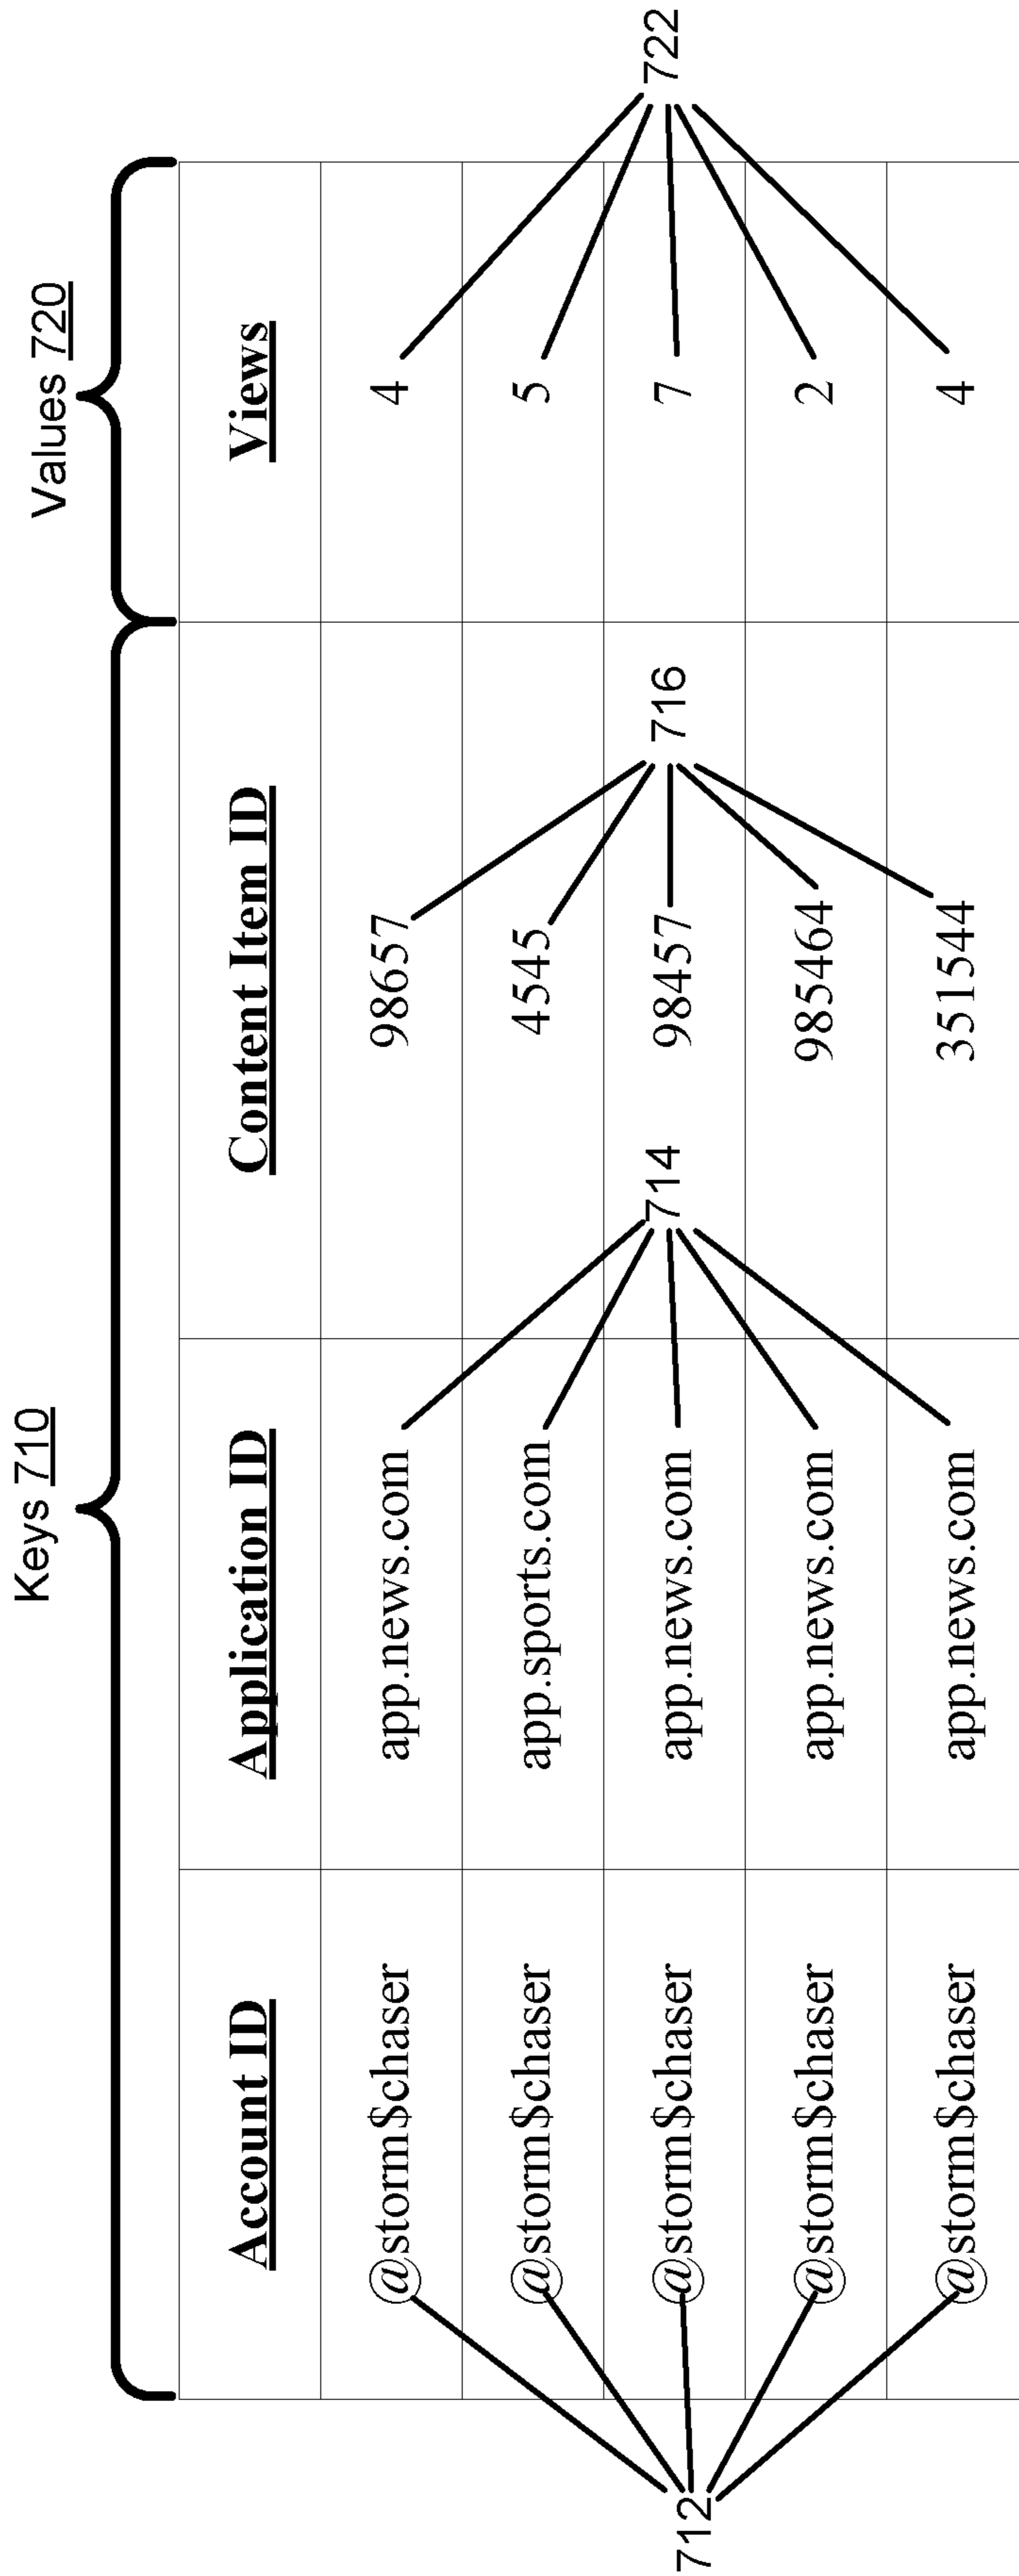 Keys 710 Values 720
Account ID Application ID Content Item ID Views
@storm$chaser app.news.com 98657 4
@storm$chaser app.sports.com 45545 5
712 @storm$chaser app.news.com 714 98457 716 7 722
@storm$chaser app.news.com 985464 2
@storm$chaser app.news.com 351544 4